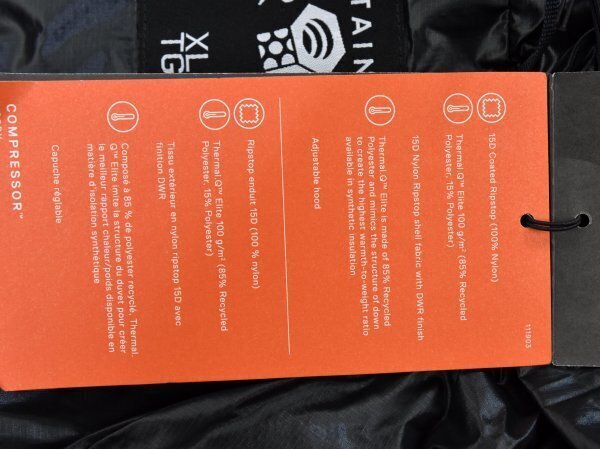 TAIN
XL
TG
111903
15D Coated Ripstop (100% Nylon)
Thermal Q™ Elite 100 g/m² (85% Recycled
Polyester, 15% Polyester)
15D Nylon Ripstop shell fabric with DWR finish
Thermal Q™ Elite is made of 85% Recycled
Polyester and mimics the structure of down
to create the highest warmth-to-weight ratio
available in synthetic insulation
Adjustable hood
Ripstop enduit 15D (100 % nylon)
Thermal Q™ Elite 100 g/m² (85% Recycled
Polyester, 15% Polyester)
Tissu extérieur en nylon ripstop 15D avec
finition DWR
Composé à 85 % de polyester recyclé, Thermal.
Q™ Elite imite la structure du duvet pour créer
le meilleur rapport chaleur/poids disponible en
matière d'isolation synthétique
Capuche réglable
COMPRESSOR™